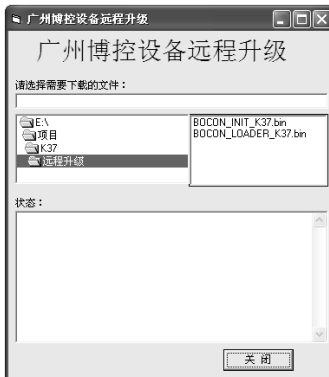 广州博控设备远程升级
广州博控设备远程升级
请选择需要下载的文件：
E:\
项目
K37
远程升级
BOCON_INIT_K37.bin
BOCON_LOADER_K37.bin
状态：
关 闭